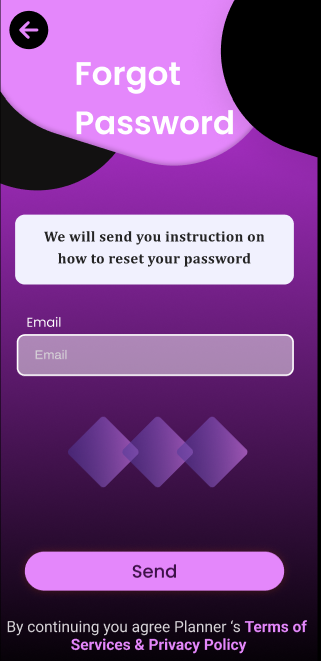 Forgot
Password
We will send you instruction on
how to reset your password
Email
Email
Send
By continuing you agree Planner ‘s Terms of
Services & Privacy Policy